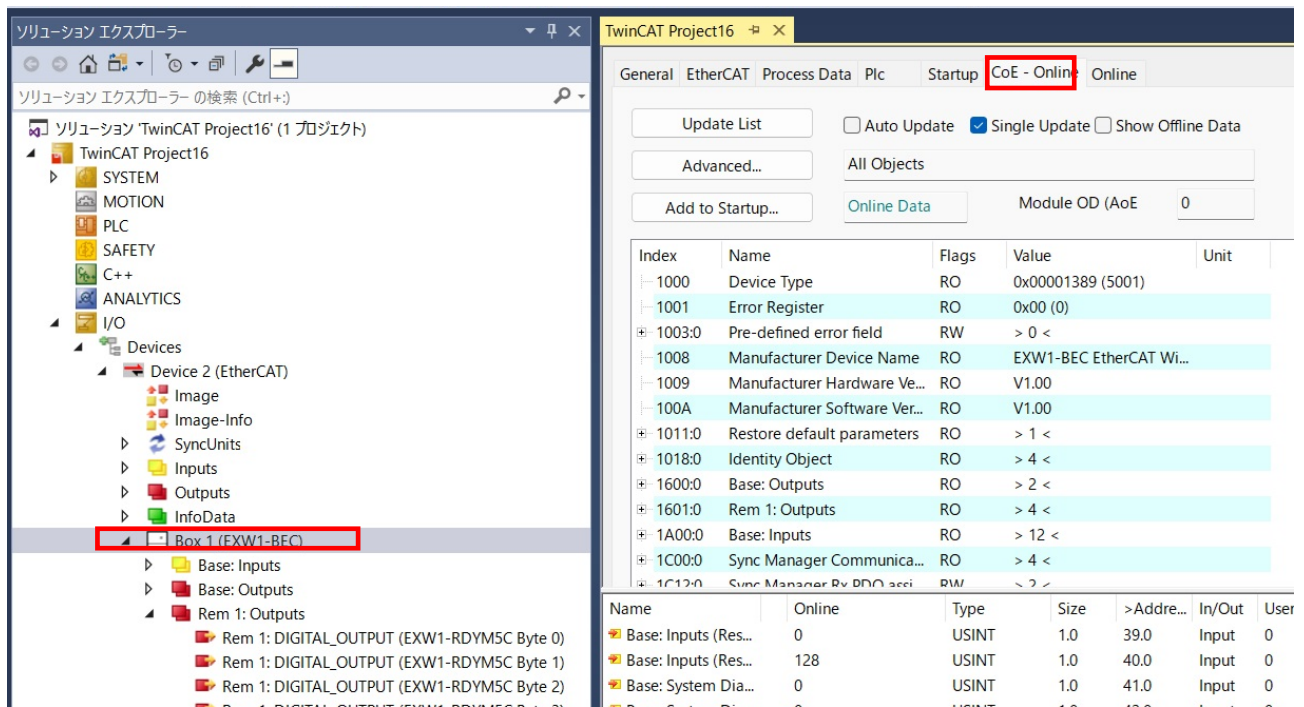 ソリューション エクスプローラー
ソリューション エクスプローラー の検索 (Ctrl+:)
ソリューション 'TwinCAT Project16' (1 プロジェクト)
TwinCAT Project16
SYSTEM
MOTION
PLC
SAFETY
C++
ANALYTICS
I/O
Devices
Device 2 (EtherCAT)
Image
Image-Info
SyncUnits
Inputs
Outputs
InfoData
Box 1 (EXW1-BEC)
Base: Inputs
Base: Outputs
Rem 1: Outputs
Rem 1: DIGITAL_OUTPUT (EXW1-RDYM5C Byte 0)
Rem 1: DIGITAL_OUTPUT (EXW1-RDYM5C Byte 1)
Rem 1: DIGITAL_OUTPUT (EXW1-RDYM5C Byte 2)
TwinCAT Project16
General EtherCAT Process Data Plc Startup CoE - Online Online
Update List Auto Update Single Update Show Offline Data
Advanced... All Objects
Add to Startup... Online Data Module OD (AoE 0
Index Name Flags Value Unit
1000 Device Type RO 0x00001389 (5001)
1001 Error Register RO 0x00 (0)
1003:0 Pre-defined error field RW > 0 <
1008 Manufacturer Device Name RO EXW1-BEC EtherCAT Wi...
1009 Manufacturer Hardware Ve... RO V1.00
100A Manufacturer Software Ver... RO V1.00
1011:0 Restore default parameters RO > 1 <
1018:0 Identity Object RO > 4 <
1600:0 Base: Outputs RO > 2 <
1601:0 Rem 1: Outputs RO > 4 <
1A00:0 Base: Inputs RO > 12 <
1C00:0 Sync Manager Communica... RO > 4 <
1C12:0 Sync Manager Rx PDO assi RW > 2 <
Name Online Type Size >Addre... In/Out User
Base: Inputs (Res... 0 USINT 1.0 39.0 Input 0
Base: Inputs (Res... 128 USINT 1.0 40.0 Input 0
Base: System Dia... 0 USINT 1.0 41.0 Input 0